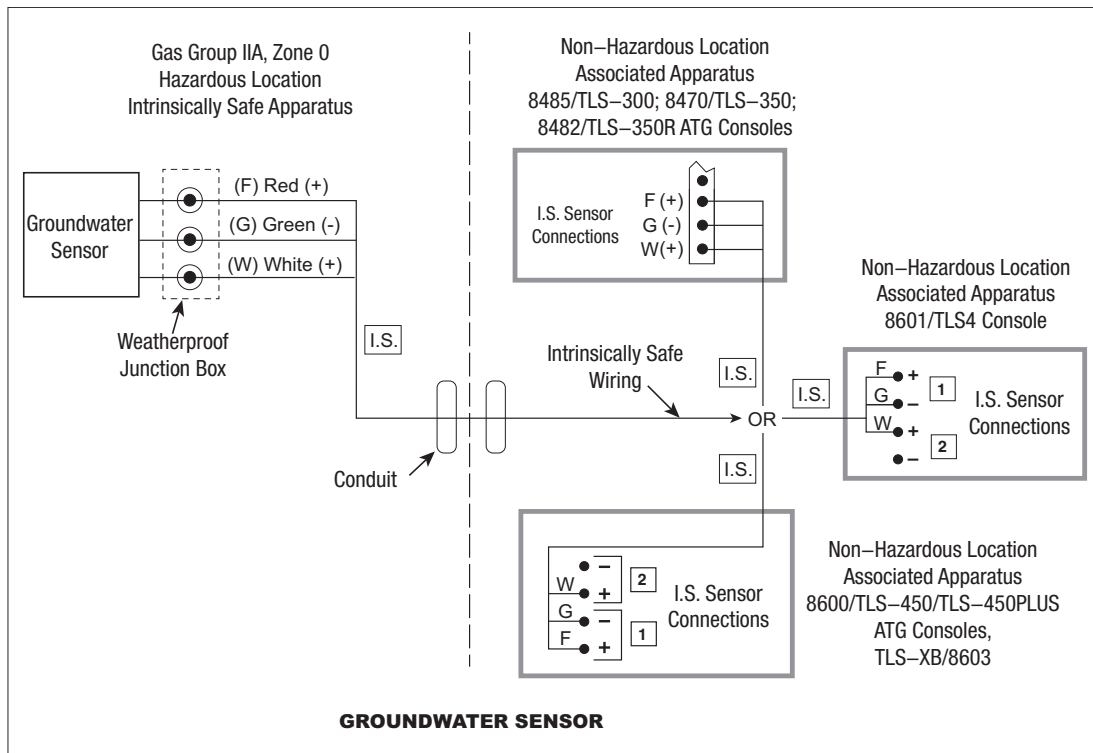 Gas Group IIA, Zone 0
Hazardous Location
Intrinsically Safe Apparatus
Non–Hazardous Location
Associated Apparatus
8485/TLS–300; 8470/TLS–350;
8482/TLS–350R ATG Consoles
Groundwater
Sensor
(F) Red (+)
(G) Green (-)
(W) White (+)
Weatherproof
Junction Box
I.S.
Conduit
I.S. Sensor
Connections
F (+)
G (-)
W(+)
Intrinsically Safe
Wiring
I.S.
OR
I.S.
I.S.
Non–Hazardous Location
Associated Apparatus
8601/TLS4 Console
F +
G –
W +
–
1
2
I.S. Sensor
Connections
–
W +
G –
F +
2
1
I.S. Sensor
Connections
Non–Hazardous Location
Associated Apparatus
8600/TLS–450/TLS–450PLUS
ATG Consoles,
TLS–XB/8603
GROUNDWATER SENSOR